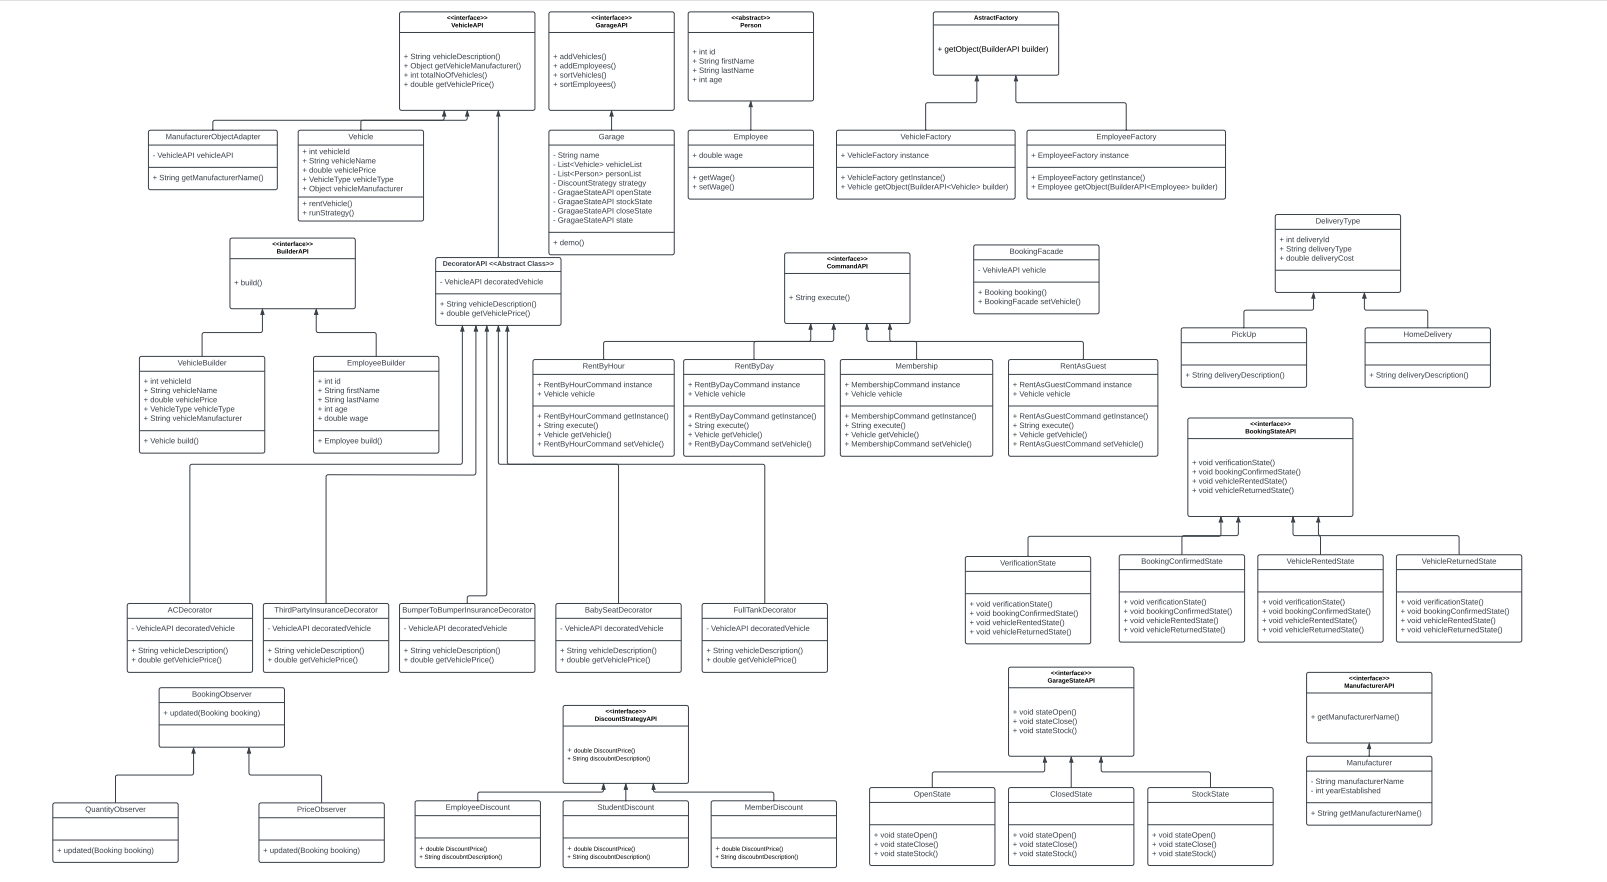 <<interface>>
VehicleAPI
+ String vehicleDescription()
+ Object getVehicleManufacturer()
+ int totalNoOfVehicles()
+ double getVehiclePrice()
<<interface>>
GarageAPI
+ addVehicles()
+ addEmployees()
+ sortVehicles()
+ sortEmployees()
<<abstract>>
Person
+ int id
+ String firstName
+ String lastName
+ int age
AstractFactory
+ getObject(BuilderAPI builder)
ManufacturerObjectAdapter
- VehicleAPI vehicleAPI
+ String getManufacturerName()
Vehicle
+ int vehicleId
+ String vehicleName
+ double vehiclePrice
+ VehicleType vehicleType
+ Object vehicleManufacturer
+ rentVehicle()
+ runStrategy()
Garage
- String name
- List<Vehicle> vehicleList
- List<Person> personList
- DiscountStrategy strategy
- GragaeStateAPI openState
- GragaeStateAPI stockState
- GragaeStateAPI closeState
- GragaeStateAPI state
+ demo()
Employee
+ double wage
+ getWage()
+ setWage()
VehicleFactory
+ VehicleFactory instance
+ VehicleFactory getInstance()
+ Vehicle getObject(BuilderAPI<Vehicle> builder)
EmployeeFactory
+ EmployeeFactory instance
+ EmployeeFactory getInstance()
+ Employee getObject(BuilderAPI<Employee> builder)
<<interface>>
BuilderAPI
+ build()
DecoratorAPI <<Abstract Class>>
- VehicleAPI decoratedVehicle
+ String vehicleDescription()
+ double getVehiclePrice()
<<interface>>
CommandAPI
+ String execute()
BookingFacade
- VehivleAPI vehicle
+ Booking booking()
+ BookingFacade setVehicle()
DeliveryType
+ int deliveryId
+ String deliveryType
+ double deliveryCost
VehicleBuilder
+ int vehicleId
+ String vehicleName
+ double vehiclePrice
+ VehicleType vehicleType
+ String vehicleManufacturer
+ Vehicle build()
EmployeeBuilder
+ int id
+ String firstName
+ String lastName
+ int age
+ double wage
+ Employee build()
RentByHour
+ RentByHourCommand instance
+ Vehicle vehicle
+ RentByHourCommand getInstance()
+ String execute()
+ Vehicle getVehicle()
+ RentByHourCommand setVehicle()
RentByDay
+ RentByDayCommand instance
+ Vehicle vehicle
+ RentByDayCommand getInstance()
+ String execute()
+ Vehicle getVehicle()
+ RentByDayCommand setVehicle()
Membership
+ MembershipCommand instance
+ Vehicle vehicle
+ MembershipCommand getInstance()
+ String execute()
+ Vehicle getVehicle()
+ MembershipCommand setVehicle()
RentAsGuest
+ RentAsGuestCommand instance
+ Vehicle vehicle
+ RentAsGuestCommand getInstance()
+ String execute()
+ Vehicle getVehicle()
+ RentAsGuestCommand setVehicle()
PickUp
+ String deliveryDescription()
HomeDelivery
+ String deliveryDescription()
<<interface>>
BookingStateAPI
+ void verificationState()
+ void bookingConfirmedState()
+ void vehicleRentedState()
+ void vehicleReturnedState()
VerificationState
+ void verificationState()
+ void bookingConfirmedState()
+ void vehicleRentedState()
+ void vehicleReturnedState()
BookingConfirmedState
+ void verificationState()
+ void bookingConfirmedState()
+ void vehicleRentedState()
+ void vehicleReturnedState()
VehicleRentedState
+ void verificationState()
+ void bookingConfirmedState()
+ void vehicleRentedState()
+ void vehicleReturnedState()
VehicleReturnedState
+ void verificationState()
+ void bookingConfirmedState()
+ void vehicleRentedState()
+ void vehicleReturnedState()
ACDecorator
- VehicleAPI decoratedVehicle
+ String vehicleDescription()
+ double getVehiclePrice()
ThirdPartyInsuranceDecorator
- VehicleAPI decoratedVehicle
+ String vehicleDescription()
+ double getVehiclePrice()
BumperToBumperInsuranceDecorator
- VehicleAPI decoratedVehicle
+ String vehicleDescription()
+ double getVehiclePrice()
BabySeatDecorator
- VehicleAPI decoratedVehicle
+ String vehicleDescription()
+ double getVehiclePrice()
FullTankDecorator
- VehicleAPI decoratedVehicle
+ String vehicleDescription()
+ double getVehiclePrice()
BookingObserver
+ updated(Booking booking)
<<interface>>
DiscountStrategyAPI
+ double DiscountPrice()
+ String discoubntDescription()
<<interface>>
GarageStateAPI
+ void stateOpen()
+ void stateClose()
+ void stateStock()
<<interface>>
ManufacturerAPI
+ getManufacturerName()
Manufacturer
- String manufacturerName
- int yearEstablished
+ String getManufacturerName()
QuantityObserver
+ updated(Booking booking)
PriceObserver
+ updated(Booking booking)
EmployeeDiscount
+ double DiscountPrice()
+ String discoubntDescription()
StudentDiscount
+ double DiscountPrice()
+ String discoubntDescription()
MemberDiscount
+ double DiscountPrice()
+ String discoubntDescription()
OpenState
+ void stateOpen()
+ void stateClose()
+ void stateStock()
ClosedState
+ void stateOpen()
+ void stateClose()
+ void stateStock()
StockState
+ void stateOpen()
+ void stateClose()
+ void stateStock()